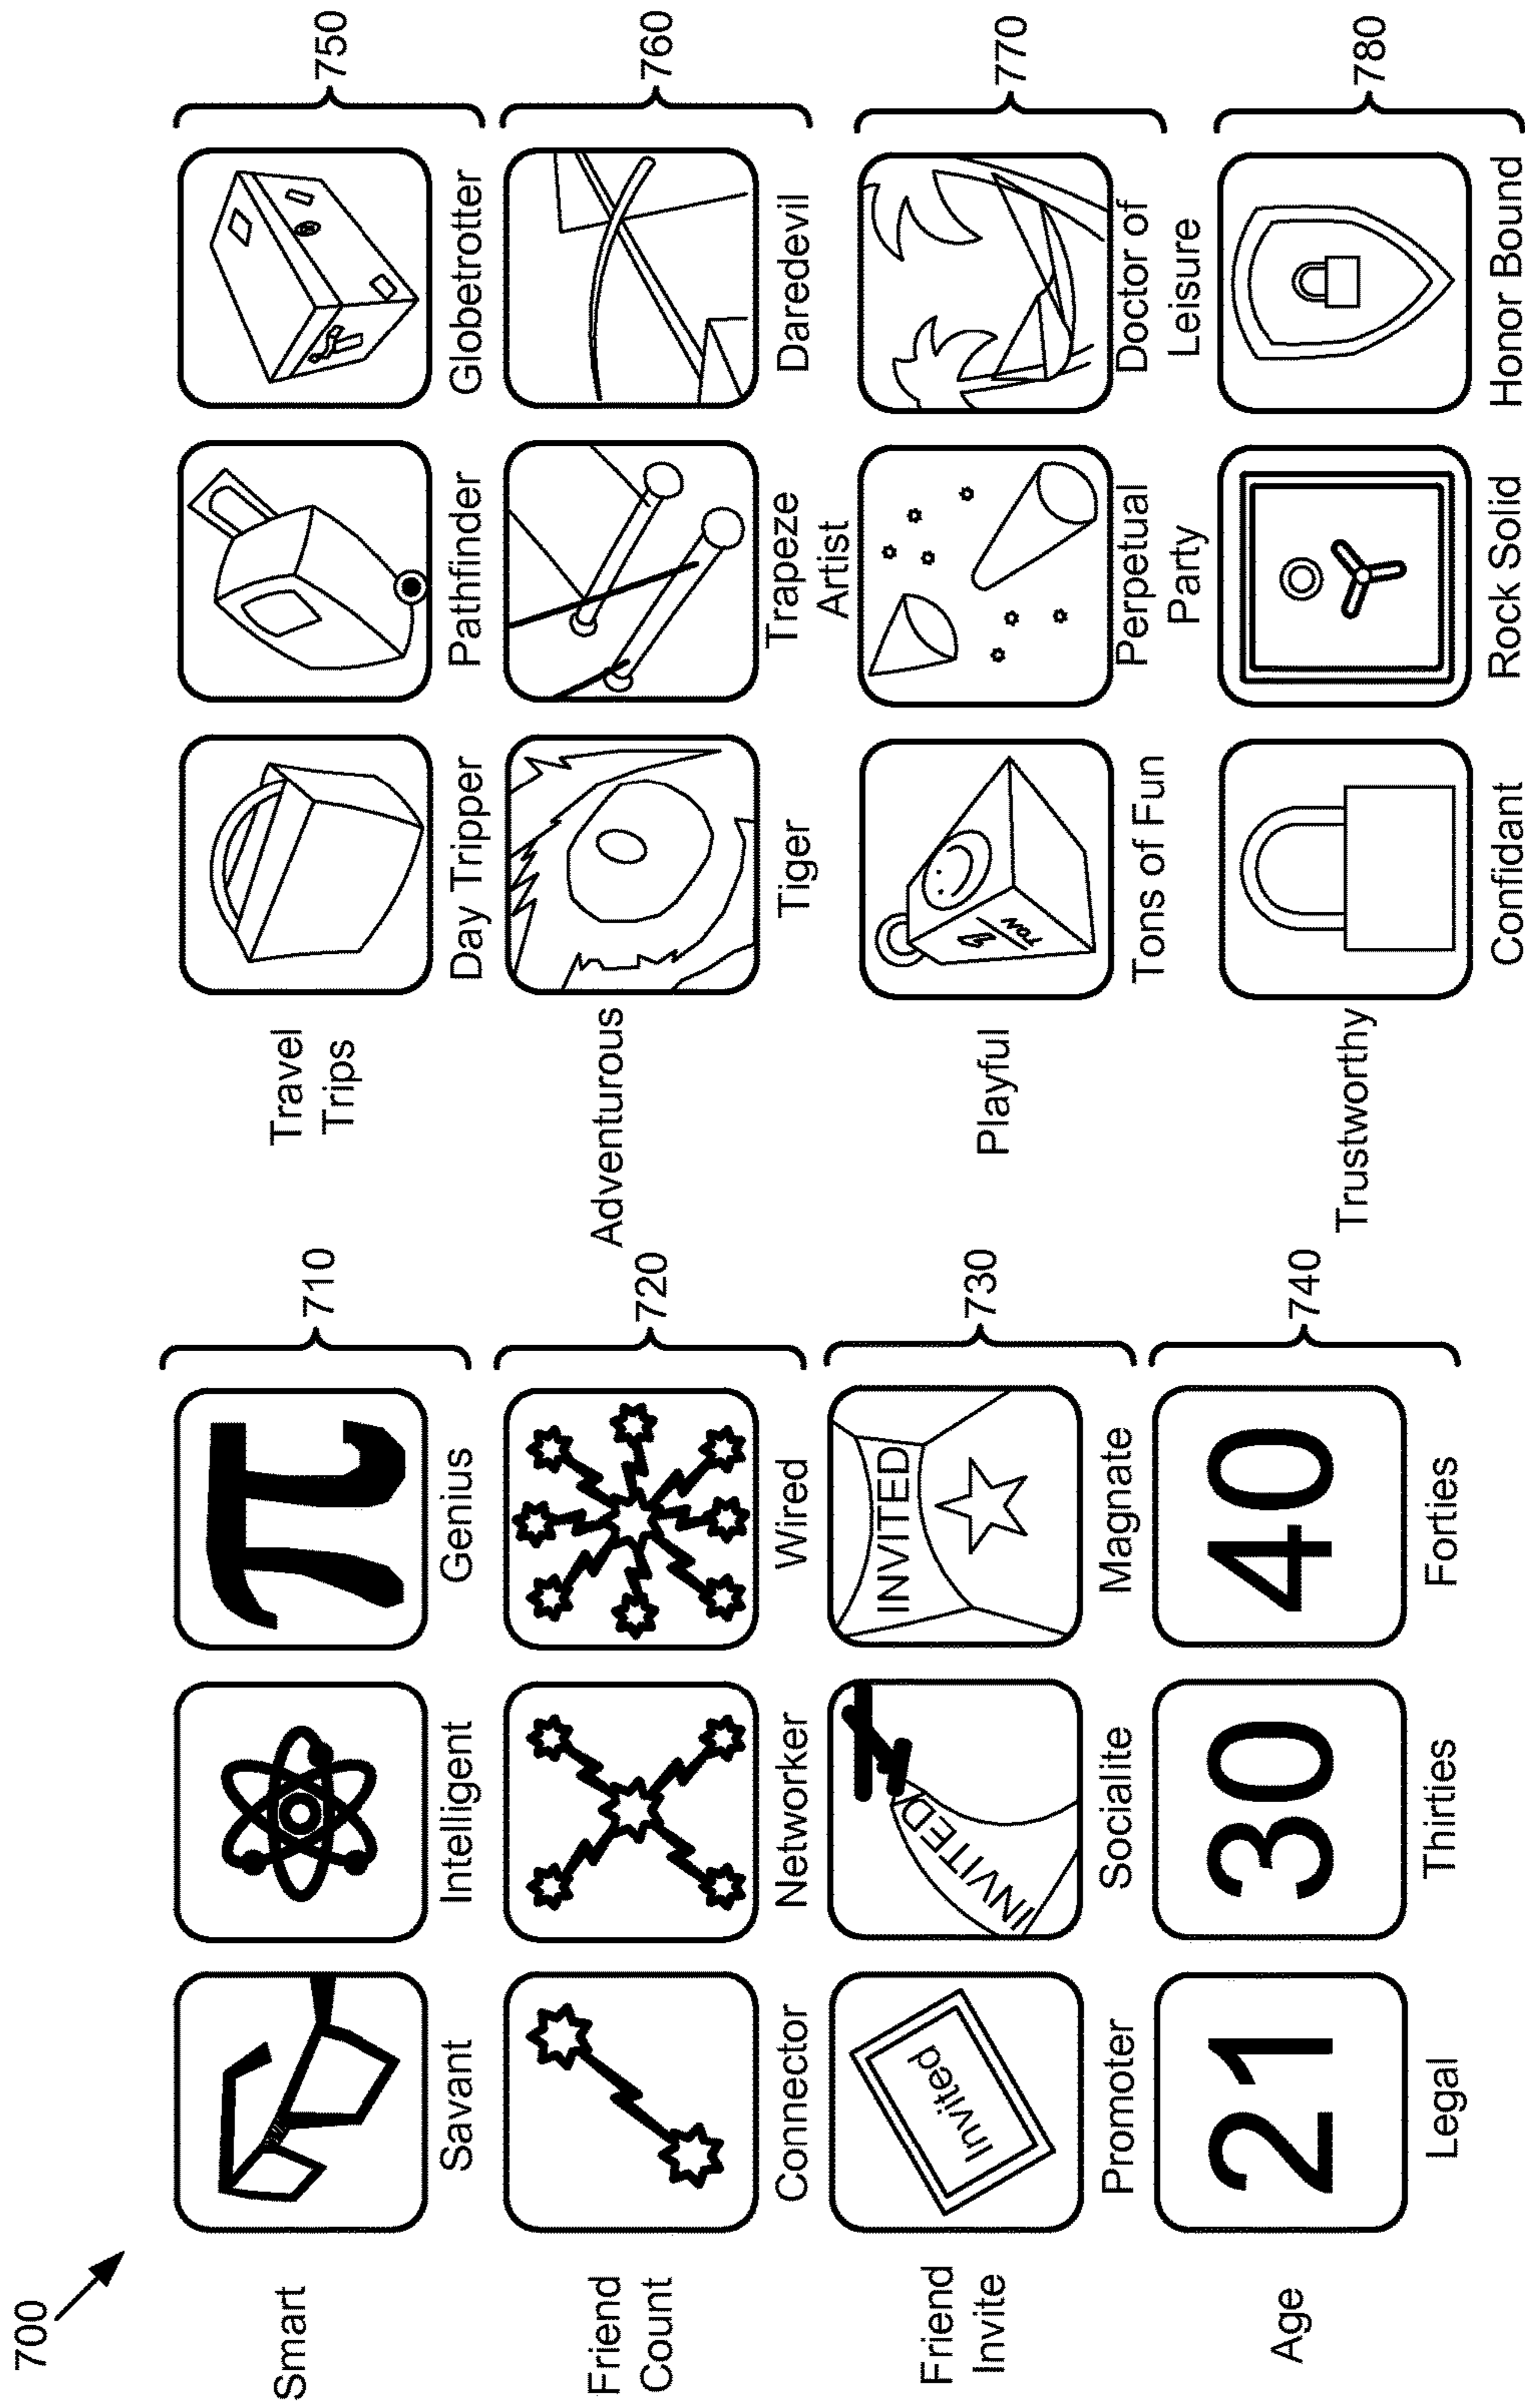 700
Smart
Savant
Intelligent
Genius
710
Friend
Count
Connector
Networker
Wired
720
Friend
Invite
Invited
INVITED
INVITED
Promoter
Socialite
Magnate
730
Age
21
30
40
Legal
Thirties
Forties
740
Travel
Trips
Day Tripper
Pathfinder
Globetrotter
750
Adventurous
Tiger
Trapeze
Artist
Daredevil
760
Playful
TON
Tons of Fun
Perpetual
Party
Doctor of
Leisure
770
Trustworthy
Confidant
Rock Solid
Honor Bound
780